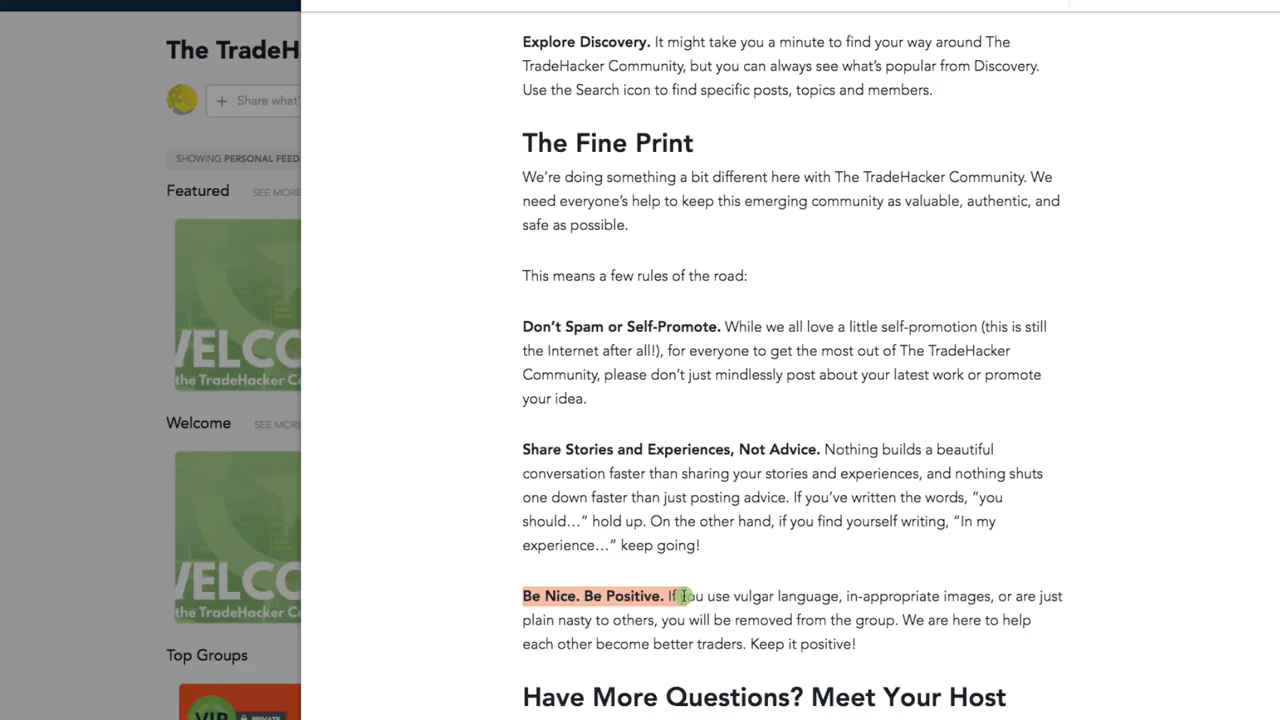 The TradeH
+ Share what'
SHOWING PERSONAL FEED
Featured SEE MORE
VELCO
the TradeHacker Co
Welcome SEE MORE
VELCO
the TradeHacker Co
Top Groups
VIP PRIVATE
Explore Discovery. It might take you a minute to find your way around The
TradeHacker Community, but you can always see what’s popular from Discovery.
Use the Search icon to find specific posts, topics and members.
The Fine Print
We’re doing something a bit different here with The TradeHacker Community. We
need everyone’s help to keep this emerging community as valuable, authentic, and
safe as possible.
This means a few rules of the road:
Don’t Spam or Self-Promote. While we all love a little self-promotion (this is still
the Internet after all!), for everyone to get the most out of The TradeHacker
Community, please don’t just mindlessly post about your latest work or promote
your idea.
Share Stories and Experiences, Not Advice. Nothing builds a beautiful
conversation faster than sharing your stories and experiences, and nothing shuts
one down faster than just posting advice. If you’ve written the words, “you
should…” hold up. On the other hand, if you find yourself writing, “In my
experience…” keep going!
Be Nice. Be Positive. If you use vulgar language, in-appropriate images, or are just
plain nasty to others, you will be removed from the group. We are here to help
each other become better traders. Keep it positive!
Have More Questions? Meet Your Host